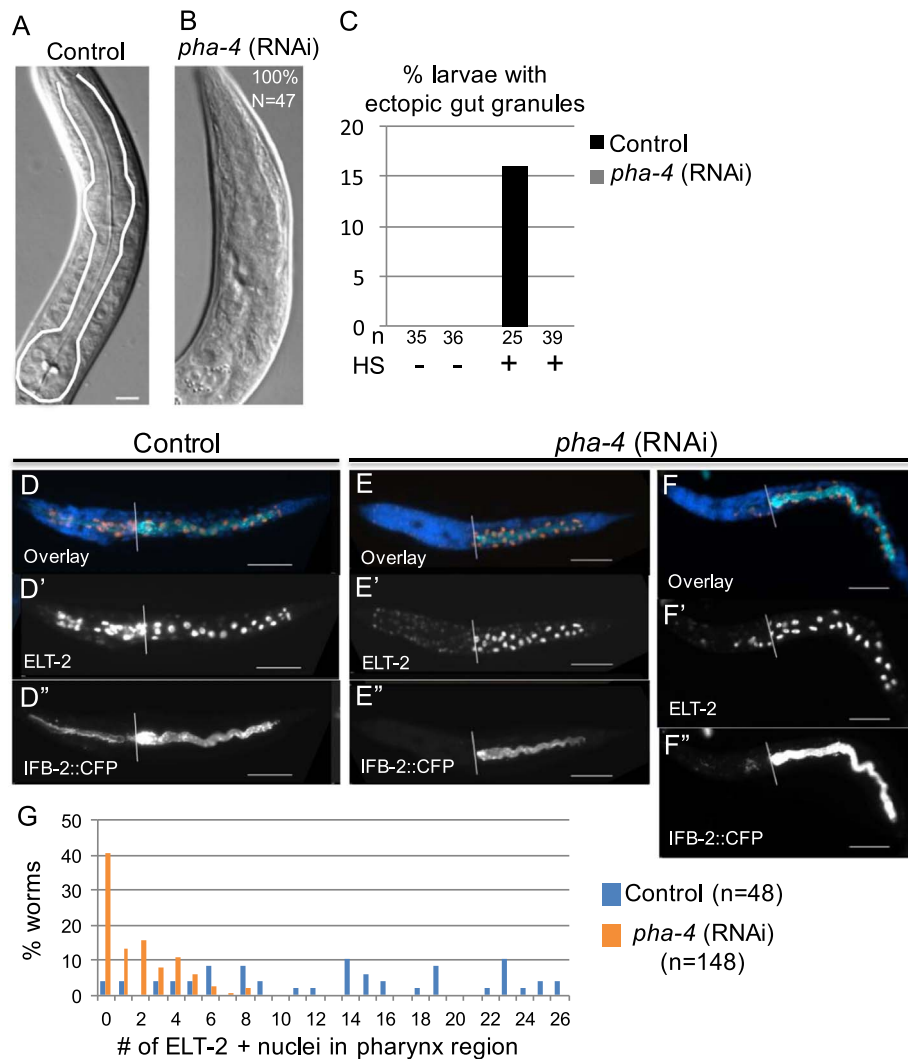 A
Control
B
pha-4 (RNAi)
100%
N=47
C
% larvae with
ectopic gut granules
20
15
10
5
0
Control
pha-4 (RNAi)
n 35 36 25 39
HS - - + +
Control
pha-4 (RNAi)
D
Overlay
D'
ELT-2
D"
IFB-2::CFP
E
Overlay
E'
ELT-2
E"
IFB-2::CFP
F
Overlay
F'
ELT-2
F"
IFB-2::CFP
G
50
40
30
20
10
0
% worms
0 2 4 6 8 10 12 14 16 18 20 22 24 26
# of ELT-2 + nuclei in pharynx region
Control (n=48)
pha-4 (RNAi)
(n=148)